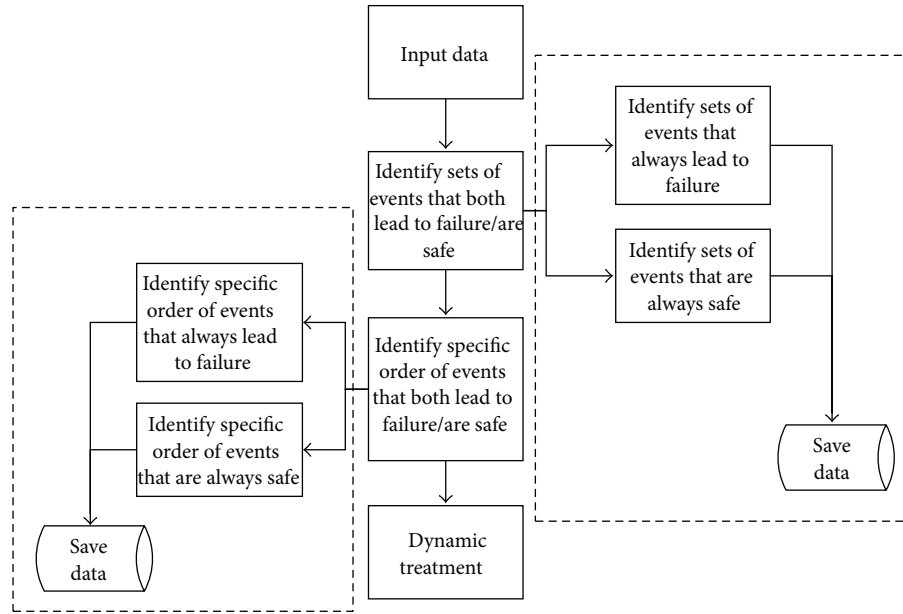 Input data
Identify sets of
events that both
lead to failure/are
safe
Identify sets of
events that
always lead to
failure
Identify sets of
events that are
always safe
Save
data
Identify specific
order of events
that both lead to
failure/are safe
Identify specific
order of events
that always lead
to failure
Identify specific
order of events
that are always safe
Save
data
Dynamic
treatment